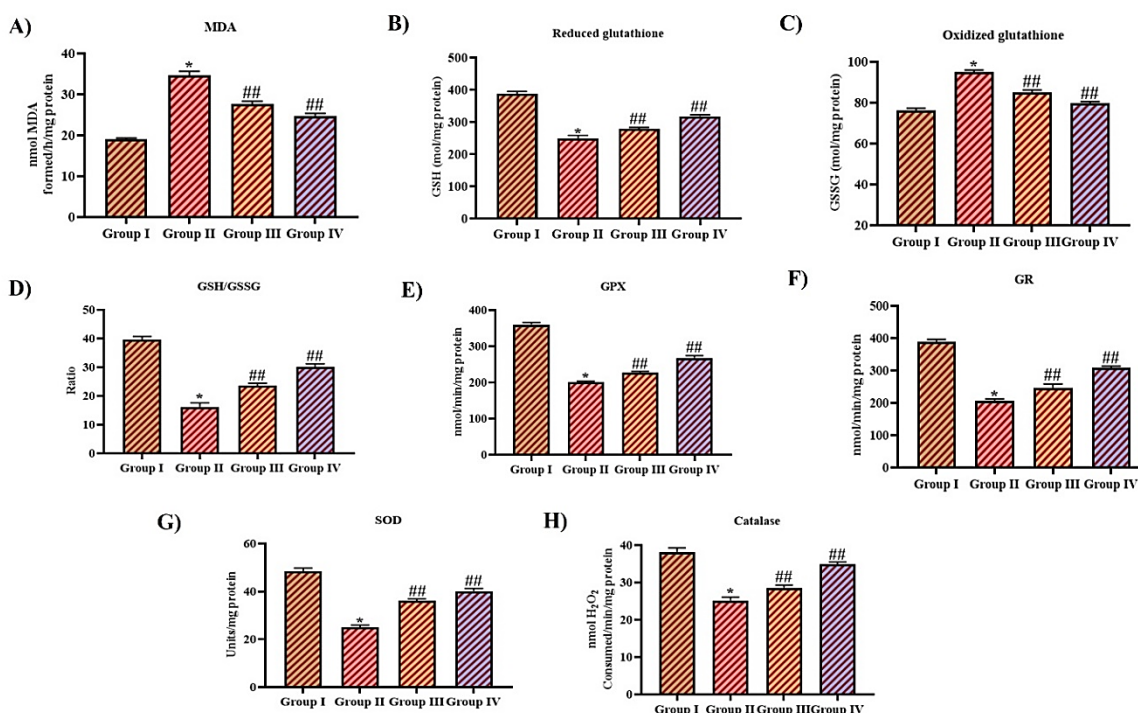 A)
MDA
nmol MDA
formed/h/mg protein
40
30
20
10
0
*
##
##
Group I Group II Group III Group IV
B)
Reduced glutathione
GSH (mol/mg protein)
500
400
300
200
100
0
*
##
##
Group I Group II Group III Group IV
C)
Oxidized glutathione
GSSG (mol/mg protein)
100
80
60
40
20
*
##
##
Group I Group II Group III Group IV
D)
GSH/GSSG
Ratio
50
40
30
20
10
0
*
##
##
Group I Group II Group III Group IV
E)
GPX
nmol/min/mg protein
400
300
200
100
0
*
##
##
Group I Group II Group III Group IV
F)
GR
nmol/min/mg protein
500
400
300
200
100
0
*
##
##
Group I Group II Group III Group IV
G)
SOD
Units/mg protein
60
40
20
0
*
##
##
Group I Group II Group III Group IV
H)
Catalase
nmol H₂O₂
Consumed/min/mg protein
40
30
20
10
0
*
##
##
Group I Group II Group III Group IV